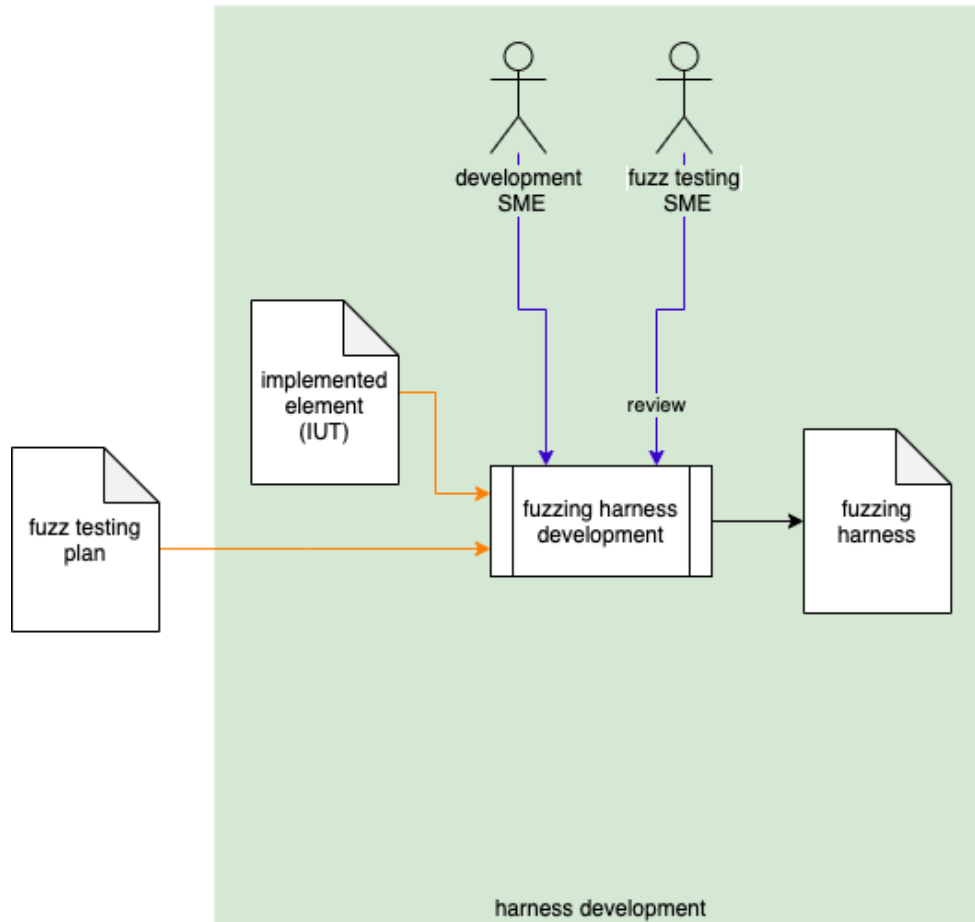 development
SME
fuzz testing
SME
implemented
element
(IUT)
review
fuzz testing
plan
fuzzing harness
development
fuzzing
harness
harness development